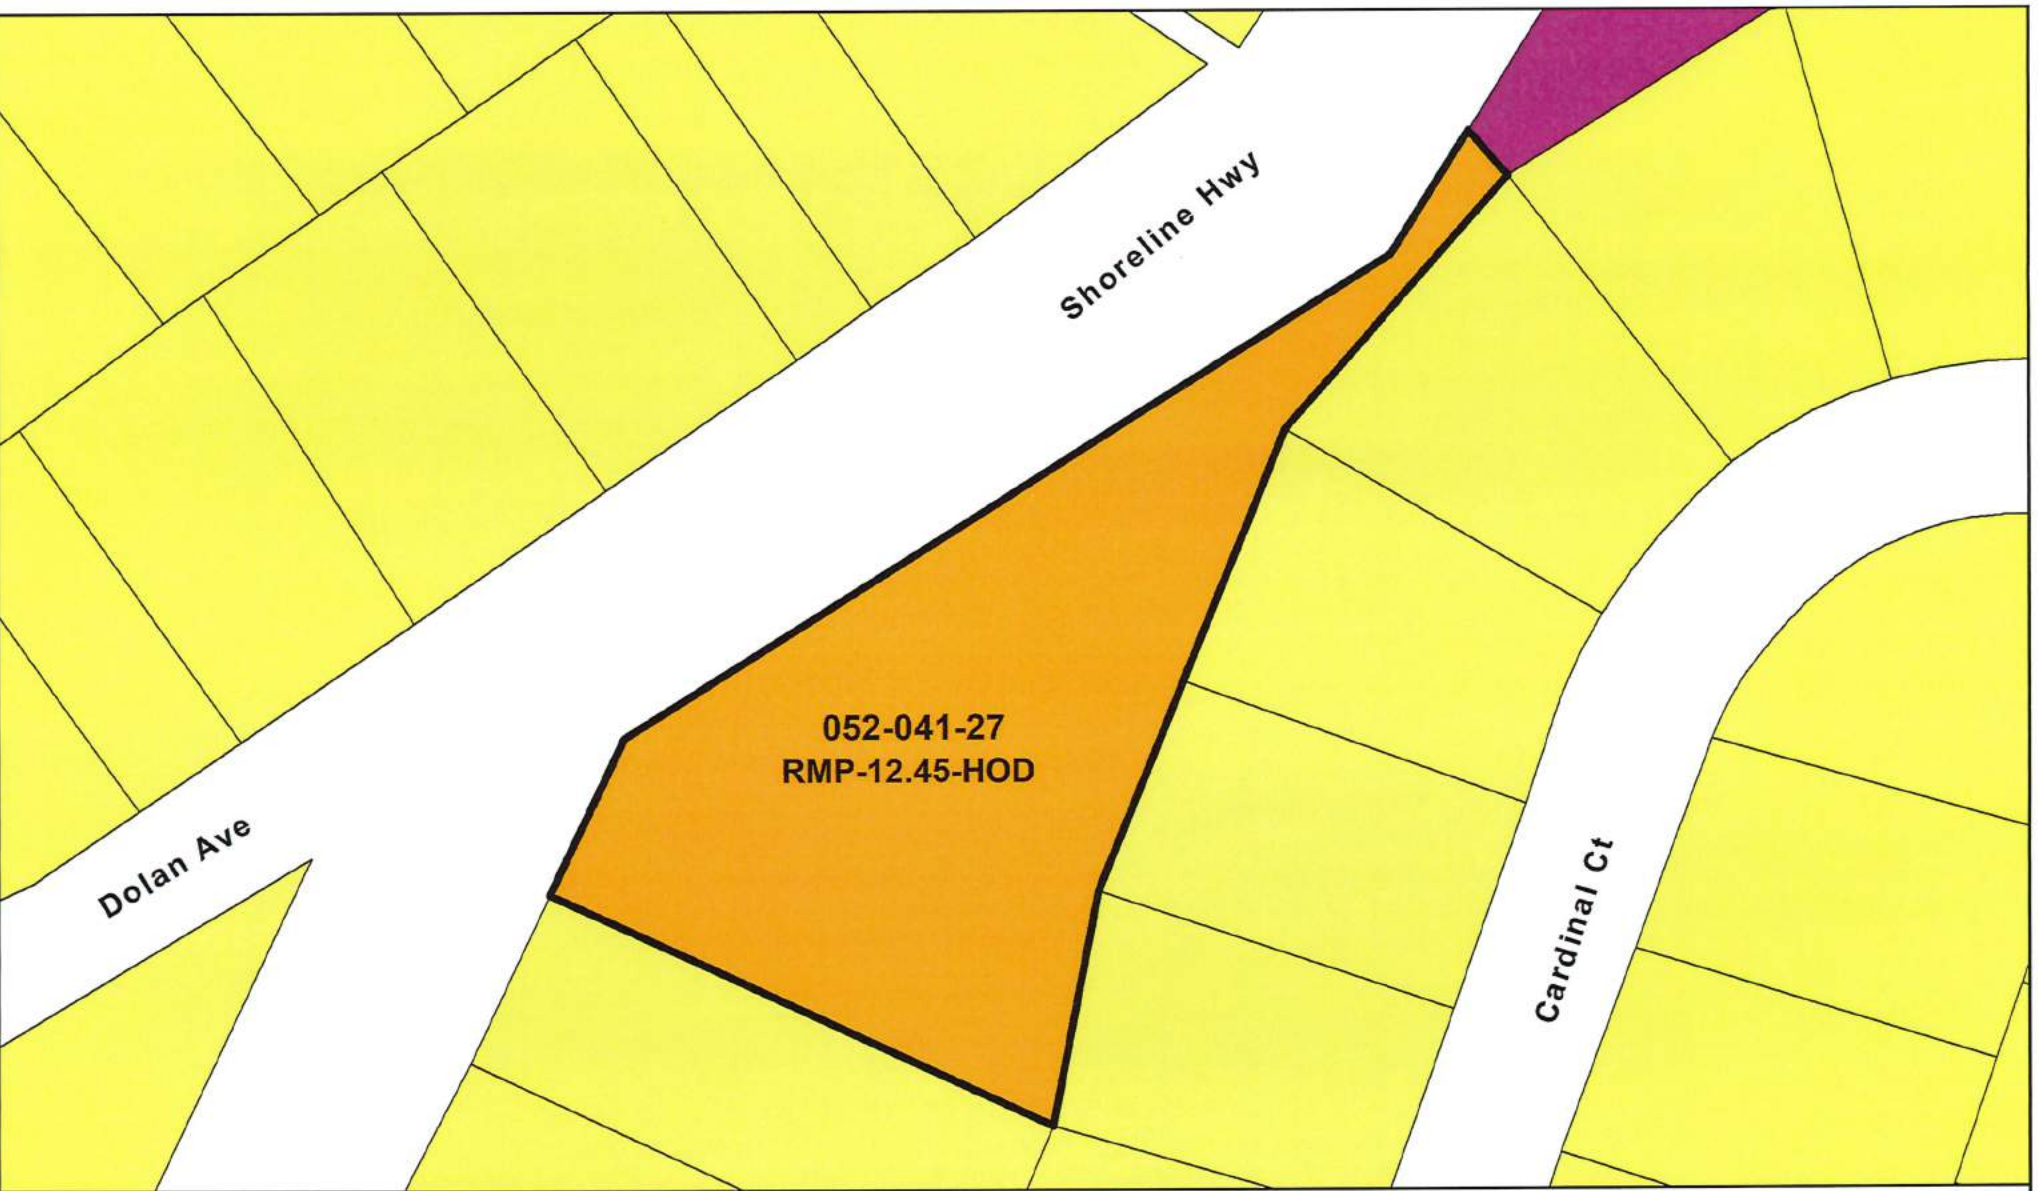 Shoreline Hwy
052-041-27
RMP-12.45-HOD
Dolan Ave
Cardinal Ct